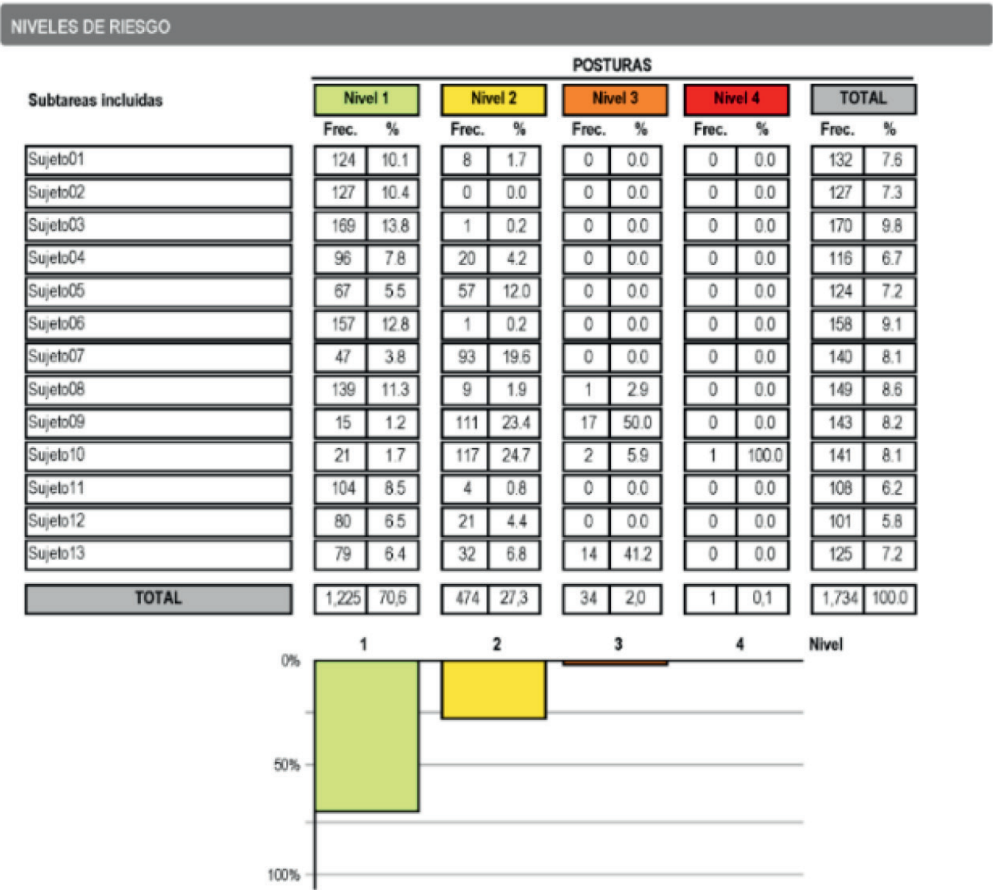 NIVELES DE RIESGO
POSTURAS
Subtareas incluidas Nivel 1 Nivel 2 Nivel 3 Nivel 4 TOTAL
Frec. % Frec. % Frec. % Frec. % Frec. %
Sujeto01 124 10.1 8 1.7 0 0.0 0 0.0 132 7.6
Sujeto02 127 10.4 0 0.0 0 0.0 0 0.0 127 7.3
Sujeto03 169 13.8 1 0.2 0 0.0 0 0.0 170 9.8
Sujeto04 96 7.8 20 4.2 0 0.0 0 0.0 116 6.7
Sujeto05 67 5.5 57 12.0 0 0.0 0 0.0 124 7.2
Sujeto06 157 12.8 1 0.2 0 0.0 0 0.0 158 9.1
Sujeto07 47 3.8 93 19.6 0 0.0 0 0.0 140 8.1
Sujeto08 139 11.3 9 1.9 1 2.9 0 0.0 149 8.6
Sujeto09 15 1.2 111 23.4 17 50.0 0 0.0 143 8.2
Sujeto10 21 1.7 117 24.7 2 5.9 1 100.0 141 8.1
Sujeto11 104 8.5 4 0.8 0 0.0 0 0.0 108 6.2
Sujeto12 80 6.5 21 4.4 0 0.0 0 0.0 101 5.8
Sujeto13 79 6.4 32 6.8 14 41.2 0 0.0 125 7.2
TOTAL 1,225 70,6 474 27,3 34 2,0 1 0,1 1,734 100.0
1 2 3 4 Nivel
0%
50%
100%